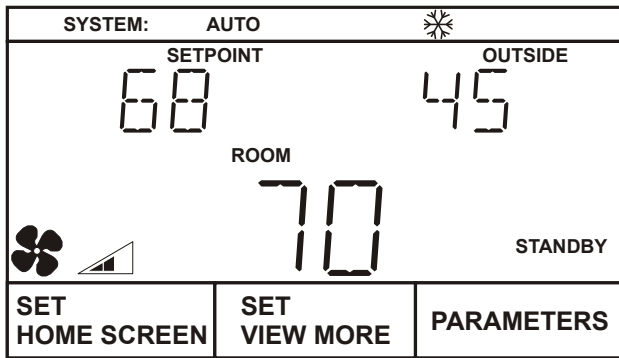 SYSTEM: AUTO
SETPOINT OUTSIDE
68 45
ROOM
70
STANDBY
SET HOME SCREEN
SET VIEW MORE
PARAMETERS